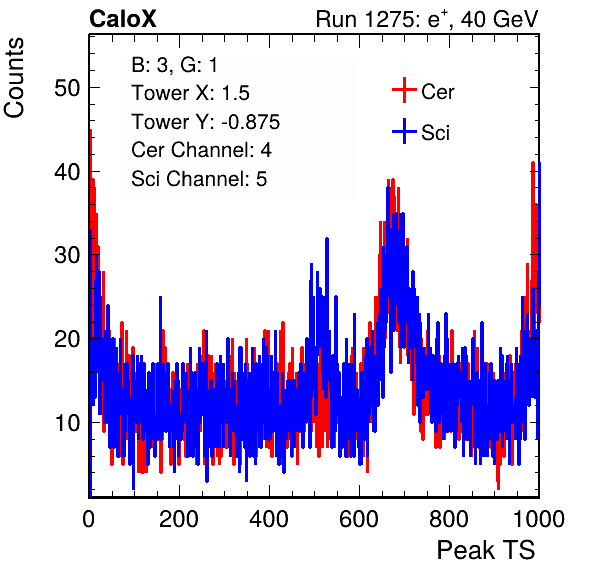 CaloX Run 1275: e⁺, 40 GeV
Counts
B: 3, G: 1
Tower X: 1.5
Tower Y: -0.875
Cer Channel: 4
Sci Channel: 5
Cer
Sci
50
40
30
20
10
0 200 400 600 800 1000
Peak TS